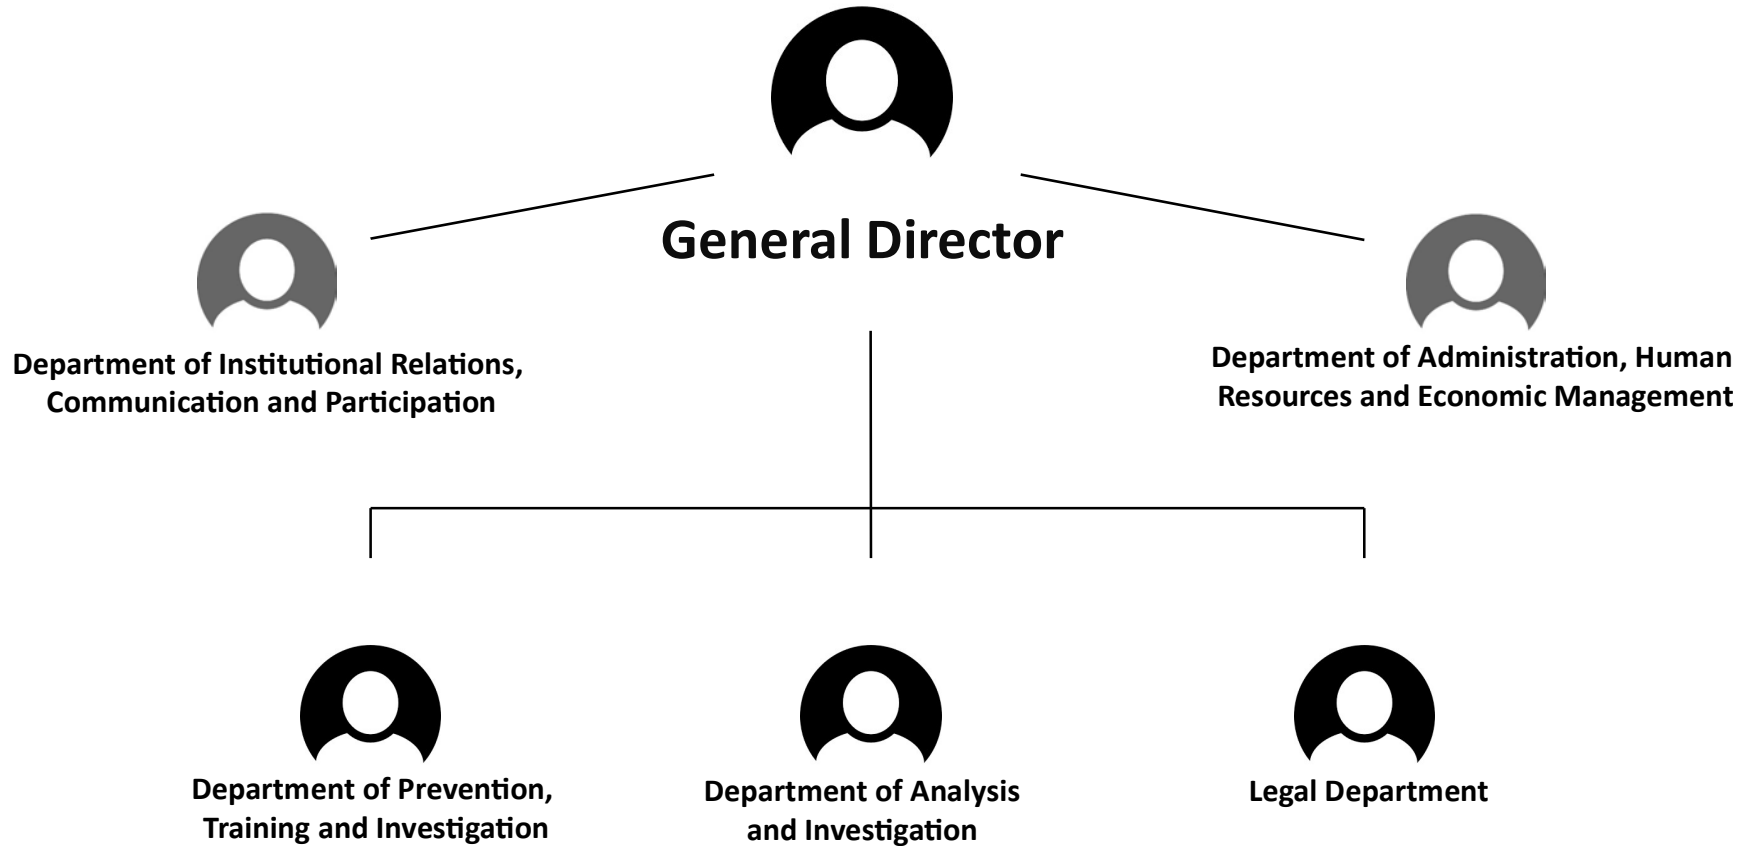 General Director
Department of Institutional Relations,
Communication and Participation
Department of Administration, Human
Resources and Economic Management
Department of Prevention,
Training and Investigation
Department of Analysis
and Investigation
Legal Department